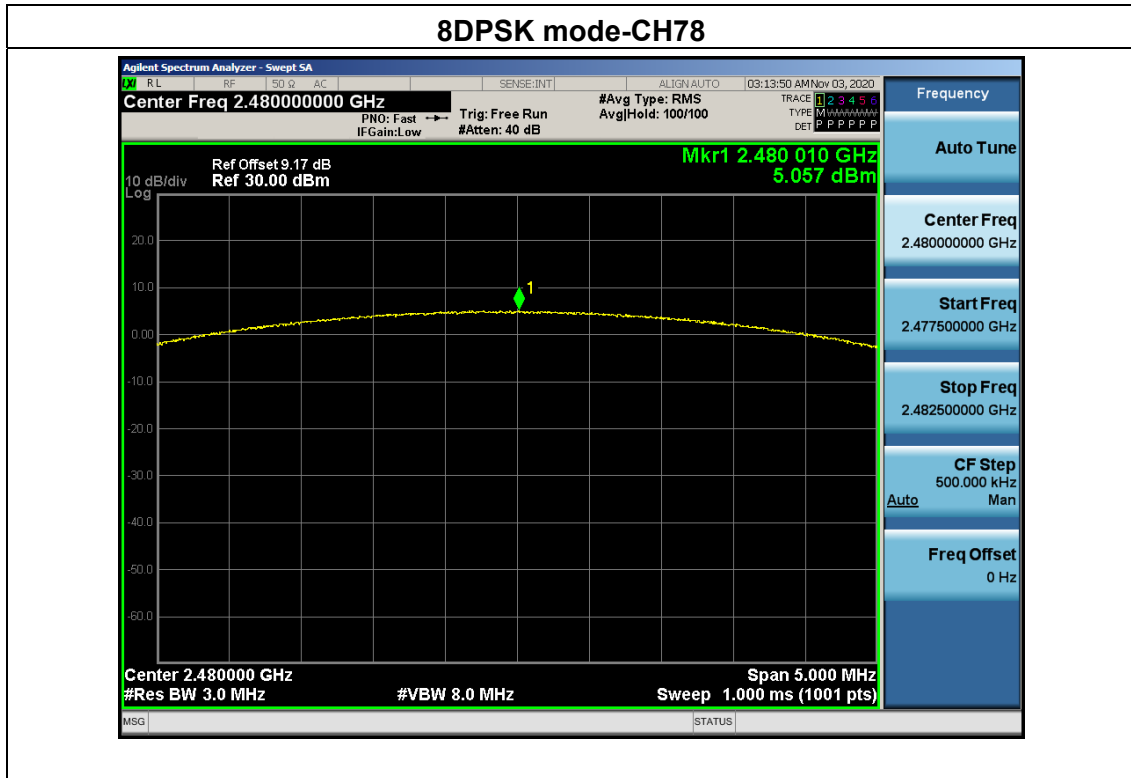 8DPSK mode-CH78
Agilent Spectrum Analyzer - Swept SA
LXI RL RF 50 Ω AC SENSE:INT ALIGN AUTO 03:13:50 AM Nov 03, 2020
Center Freq 2.480000000 GHz
PNO: Fast
IFGain:Low
Trig: Free Run
#Atten: 40 dB
#Avg Type: RMS
Avg|Hold: 100/100
TRACE 1 2 3 4 5 6
TYPE MWWWWW
DET P P P P P P
Frequency
Auto Tune
Center Freq
2.480000000 GHz
Start Freq
2.477500000 GHz
Stop Freq
2.482500000 GHz
CF Step
500.000 kHz
Auto Man
Freq Offset
0 Hz
Mkr1 2.480 010 GHz
5.057 dBm
Ref Offset 9.17 dB
10 dB/div Ref 30.00 dBm
Log
20.0
10.0
1
0.00
-10.0
-20.0
-30.0
-40.0
-50.0
-60.0
Center 2.480000 GHz Span 5.000 MHz
#Res BW 3.0 MHz #VBW 8.0 MHz Sweep 1.000 ms (1001 pts)
MSG STATUS